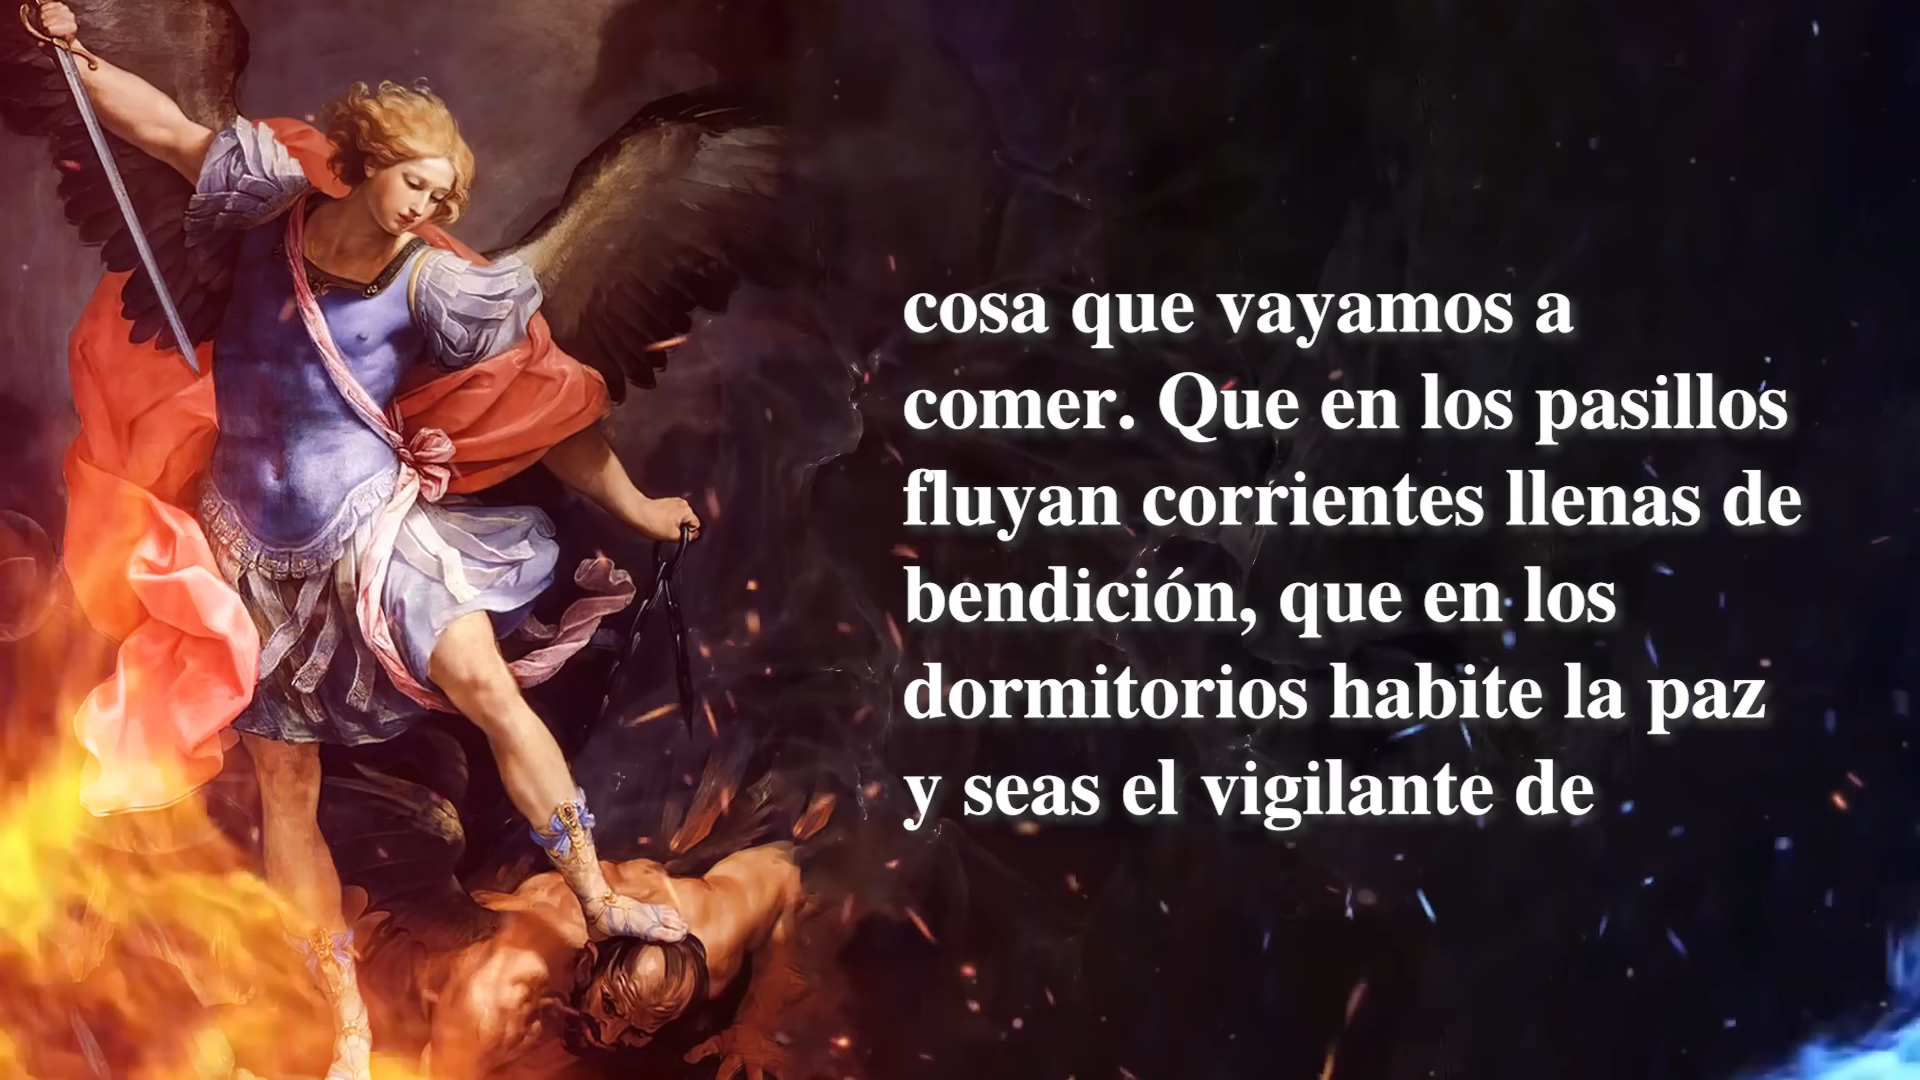 cosa que vayamos a
comer. Que en los pasillos
fluyan corrientes llenas de
bendición, que en los
dormitorios habite la paz
y seas el vigilante de